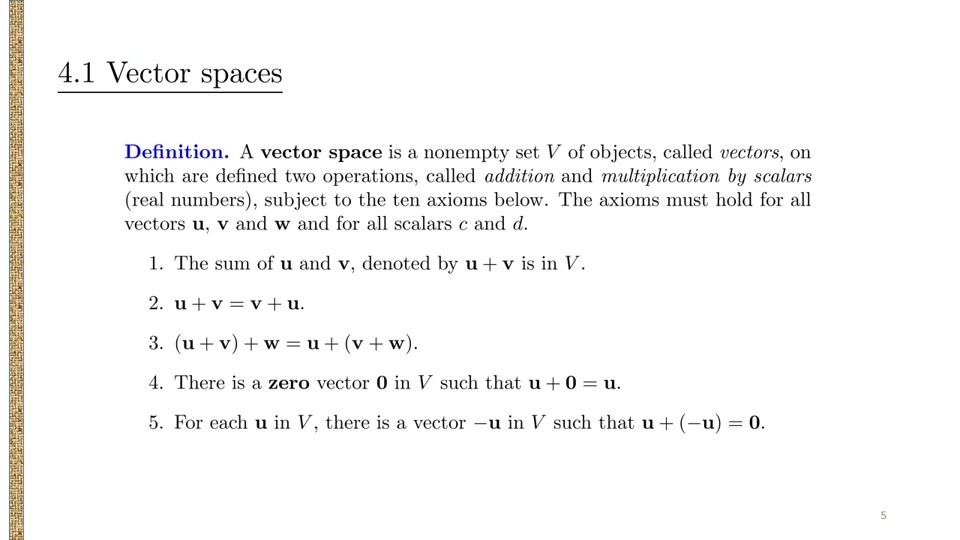 4.1 Vector spaces
Definition. A vector space is a nonempty set V of objects, called vectors, on
which are defined two operations, called addition and multiplication by scalars
(real numbers), subject to the ten axioms below. The axioms must hold for all
vectors u, v and w and for all scalars c and d.
1. The sum of u and v, denoted by u + v is in V.
2. u + v = v + u.
3. (u + v) + w = u + (v + w).
4. There is a zero vector 0 in V such that u + 0 = u.
5. For each u in V, there is a vector −u in V such that u + (−u) = 0.
5